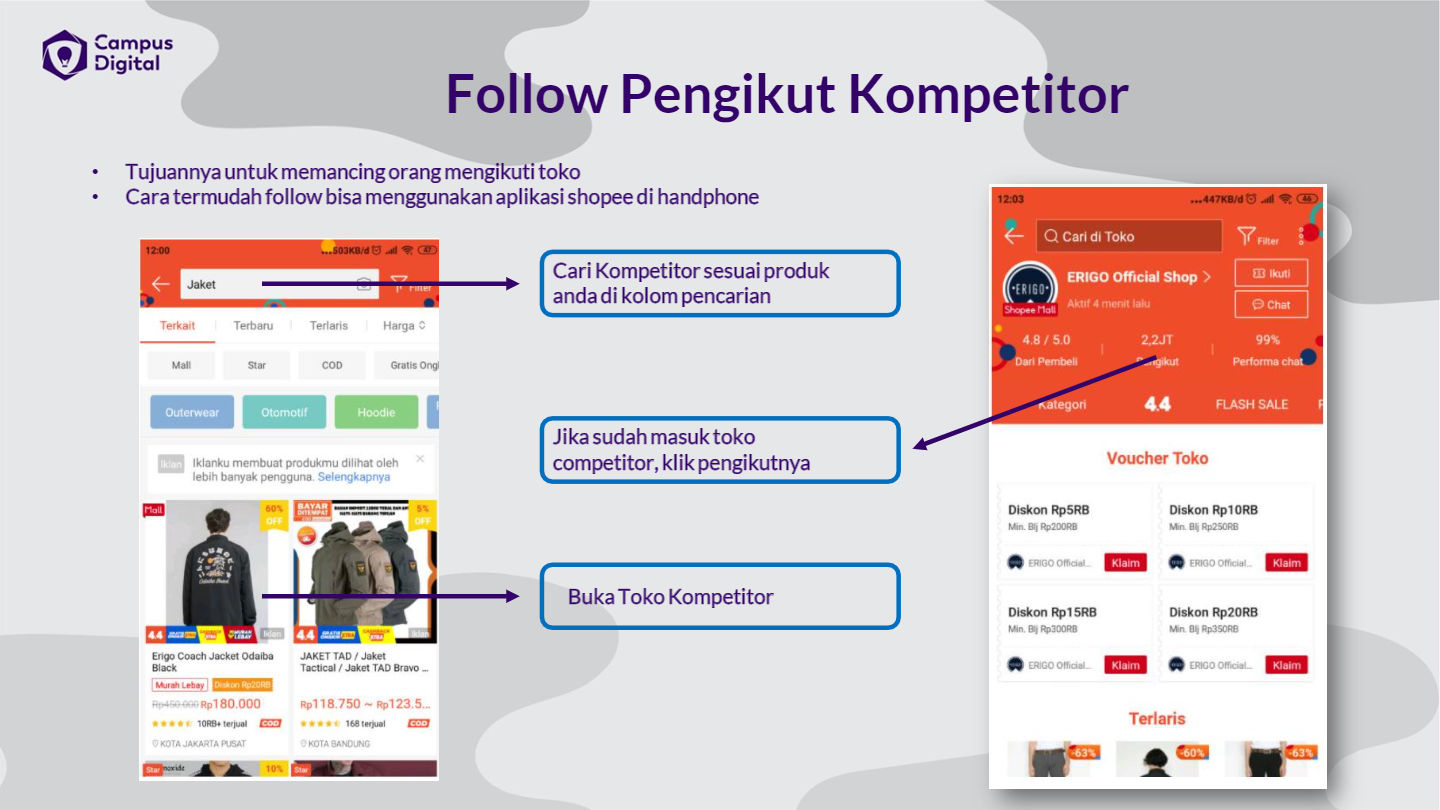 Campus
Digital
Follow Pengikut Kompetitor
• Tujuannya untuk memancing orang mengikuti toko
• Cara termudah follow bisa menggunakan aplikasi shopee di handphone
12:00
...503KB/d
47
Jaket
Filter
Terkait
Terbaru
Terlaris
Harga
Mall
Star
COD
Gratis Ong
Outerwear
Otomotif
Hoodie
Iklan
Iklanku membuat produkmu dilihat oleh
lebih banyak pengguna. Selengkapnya
Mall
60%
OFF
4.4
Iklan
Erigo Coach Jacket Odaiba
Black
Murah Lebay
Diskon Rp20RB
Rp450.000 Rp180.000
10RB+ terjual
COD
KOTA JAKARTA PUSAT
BAYAR
DITEMPAT
5%
OFF
4.4
Iklan
JAKET TAD / Jaket
Tactical / Jaket TAD Bravo ...
Rp118.750 ~ Rp123.5...
168 terjual
COD
KOTA BANDUNG
Star
10%
Star
Cari Kompetitor sesuai produk
anda di kolom pencarian
Jika sudah masuk toko
competitor, klik pengikutnya
Buka Toko Kompetitor
12:03
...447KB/d
46
Cari di Toko
Filter
ERIGO
Shopee Mall
ERIGO Official Shop
Aktif 4 menit lalu
Ikuti
Chat
4.8 / 5.0
2,2JT
99%
Dari Pembeli
Pengikut
Performa chat
Kategori
4.4
FLASH SALE
Voucher Toko
Diskon Rp5RB
Min. Blj Rp200RB
ERIGO Official...
Klaim
Diskon Rp10RB
Min. Blj Rp250RB
ERIGO Official...
Klaim
Diskon Rp15RB
Min. Blj Rp300RB
ERIGO Official...
Klaim
Diskon Rp20RB
Min. Blj Rp350RB
ERIGO Official...
Klaim
Terlaris
-63%
-60%
-63%